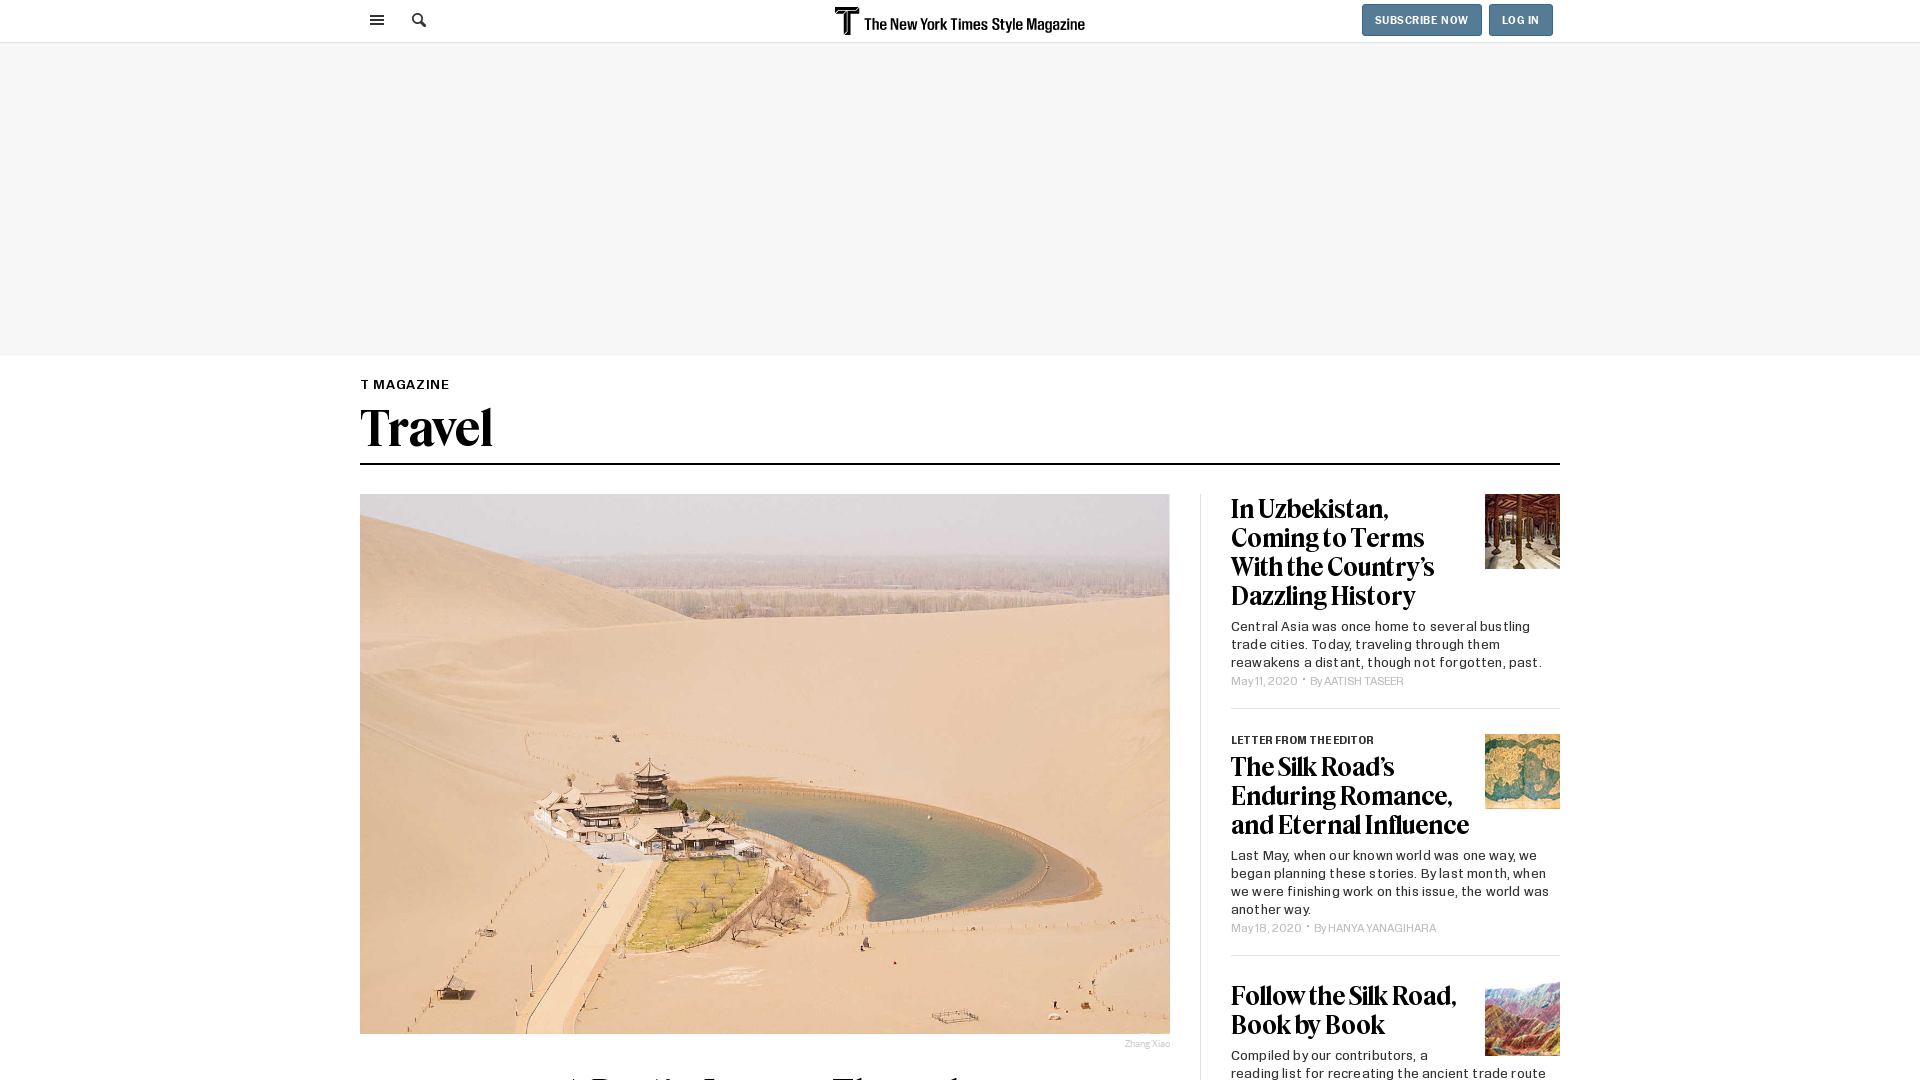 The New York Times Style Magazine
SUBSCRIBE NOW
LOG IN
T MAGAZINE
Travel
Zhang Xiao
In Uzbekistan,
Coming to Terms
With the Country's
Dazzling History
Central Asia was once home to several bustling
trade cities. Today, traveling through them
reawakens a distant, though not forgotten, past.
May 11, 2020 · By AATISH TASEER
LETTER FROM THE EDITOR
The Silk Road's
Enduring Romance,
and Eternal Influence
Last May, when our known world was one way, we
began planning these stories. By last month, when
we were finishing work on this issue, the world was
another way.
May 18, 2020 · By HANYA YANAGIHARA
Follow the Silk Road,
Book by Book
Compiled by our contributors, a
reading list for recreating the ancient trade route